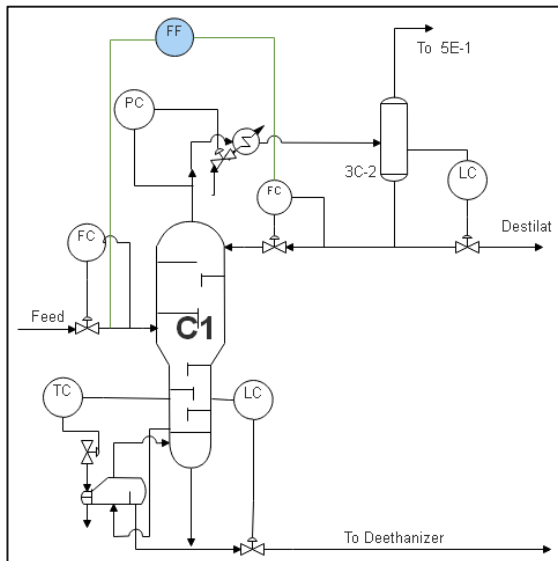 FF
To 5E-1
PC
3C-2
LC
FC
FC
Destilat
Feed
C1
TC
LC
To Deethanizer